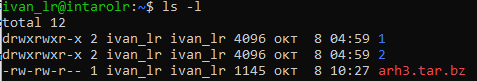 ivan_lr@intarolr:~$ ls -l
total 12
drwxrwxr-x 2 ivan_lr ivan_lr 4096 окт  8 04:59 1
drwxrwxr-x 2 ivan_lr ivan_lr 4096 окт  8 04:59 2
-rw-rw-r-- 1 ivan_lr ivan_lr 1145 окт  8 10:27 arh3.tar.bz